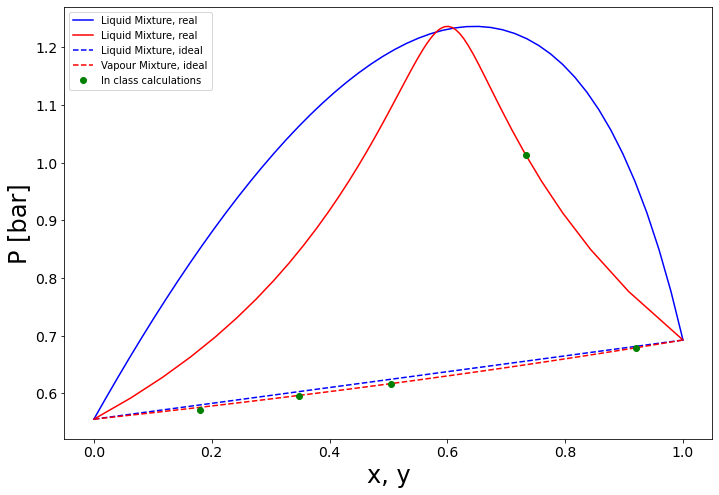 Liquid Mixture, real
Liquid Mixture, real
Liquid Mixture, ideal
Vapour Mixture, ideal
In class calculations
P [bar]
1.2
1.1
1.0
0.9
0.8
0.7
0.6
0.0 0.2 0.4 0.6 0.8 1.0
x, y